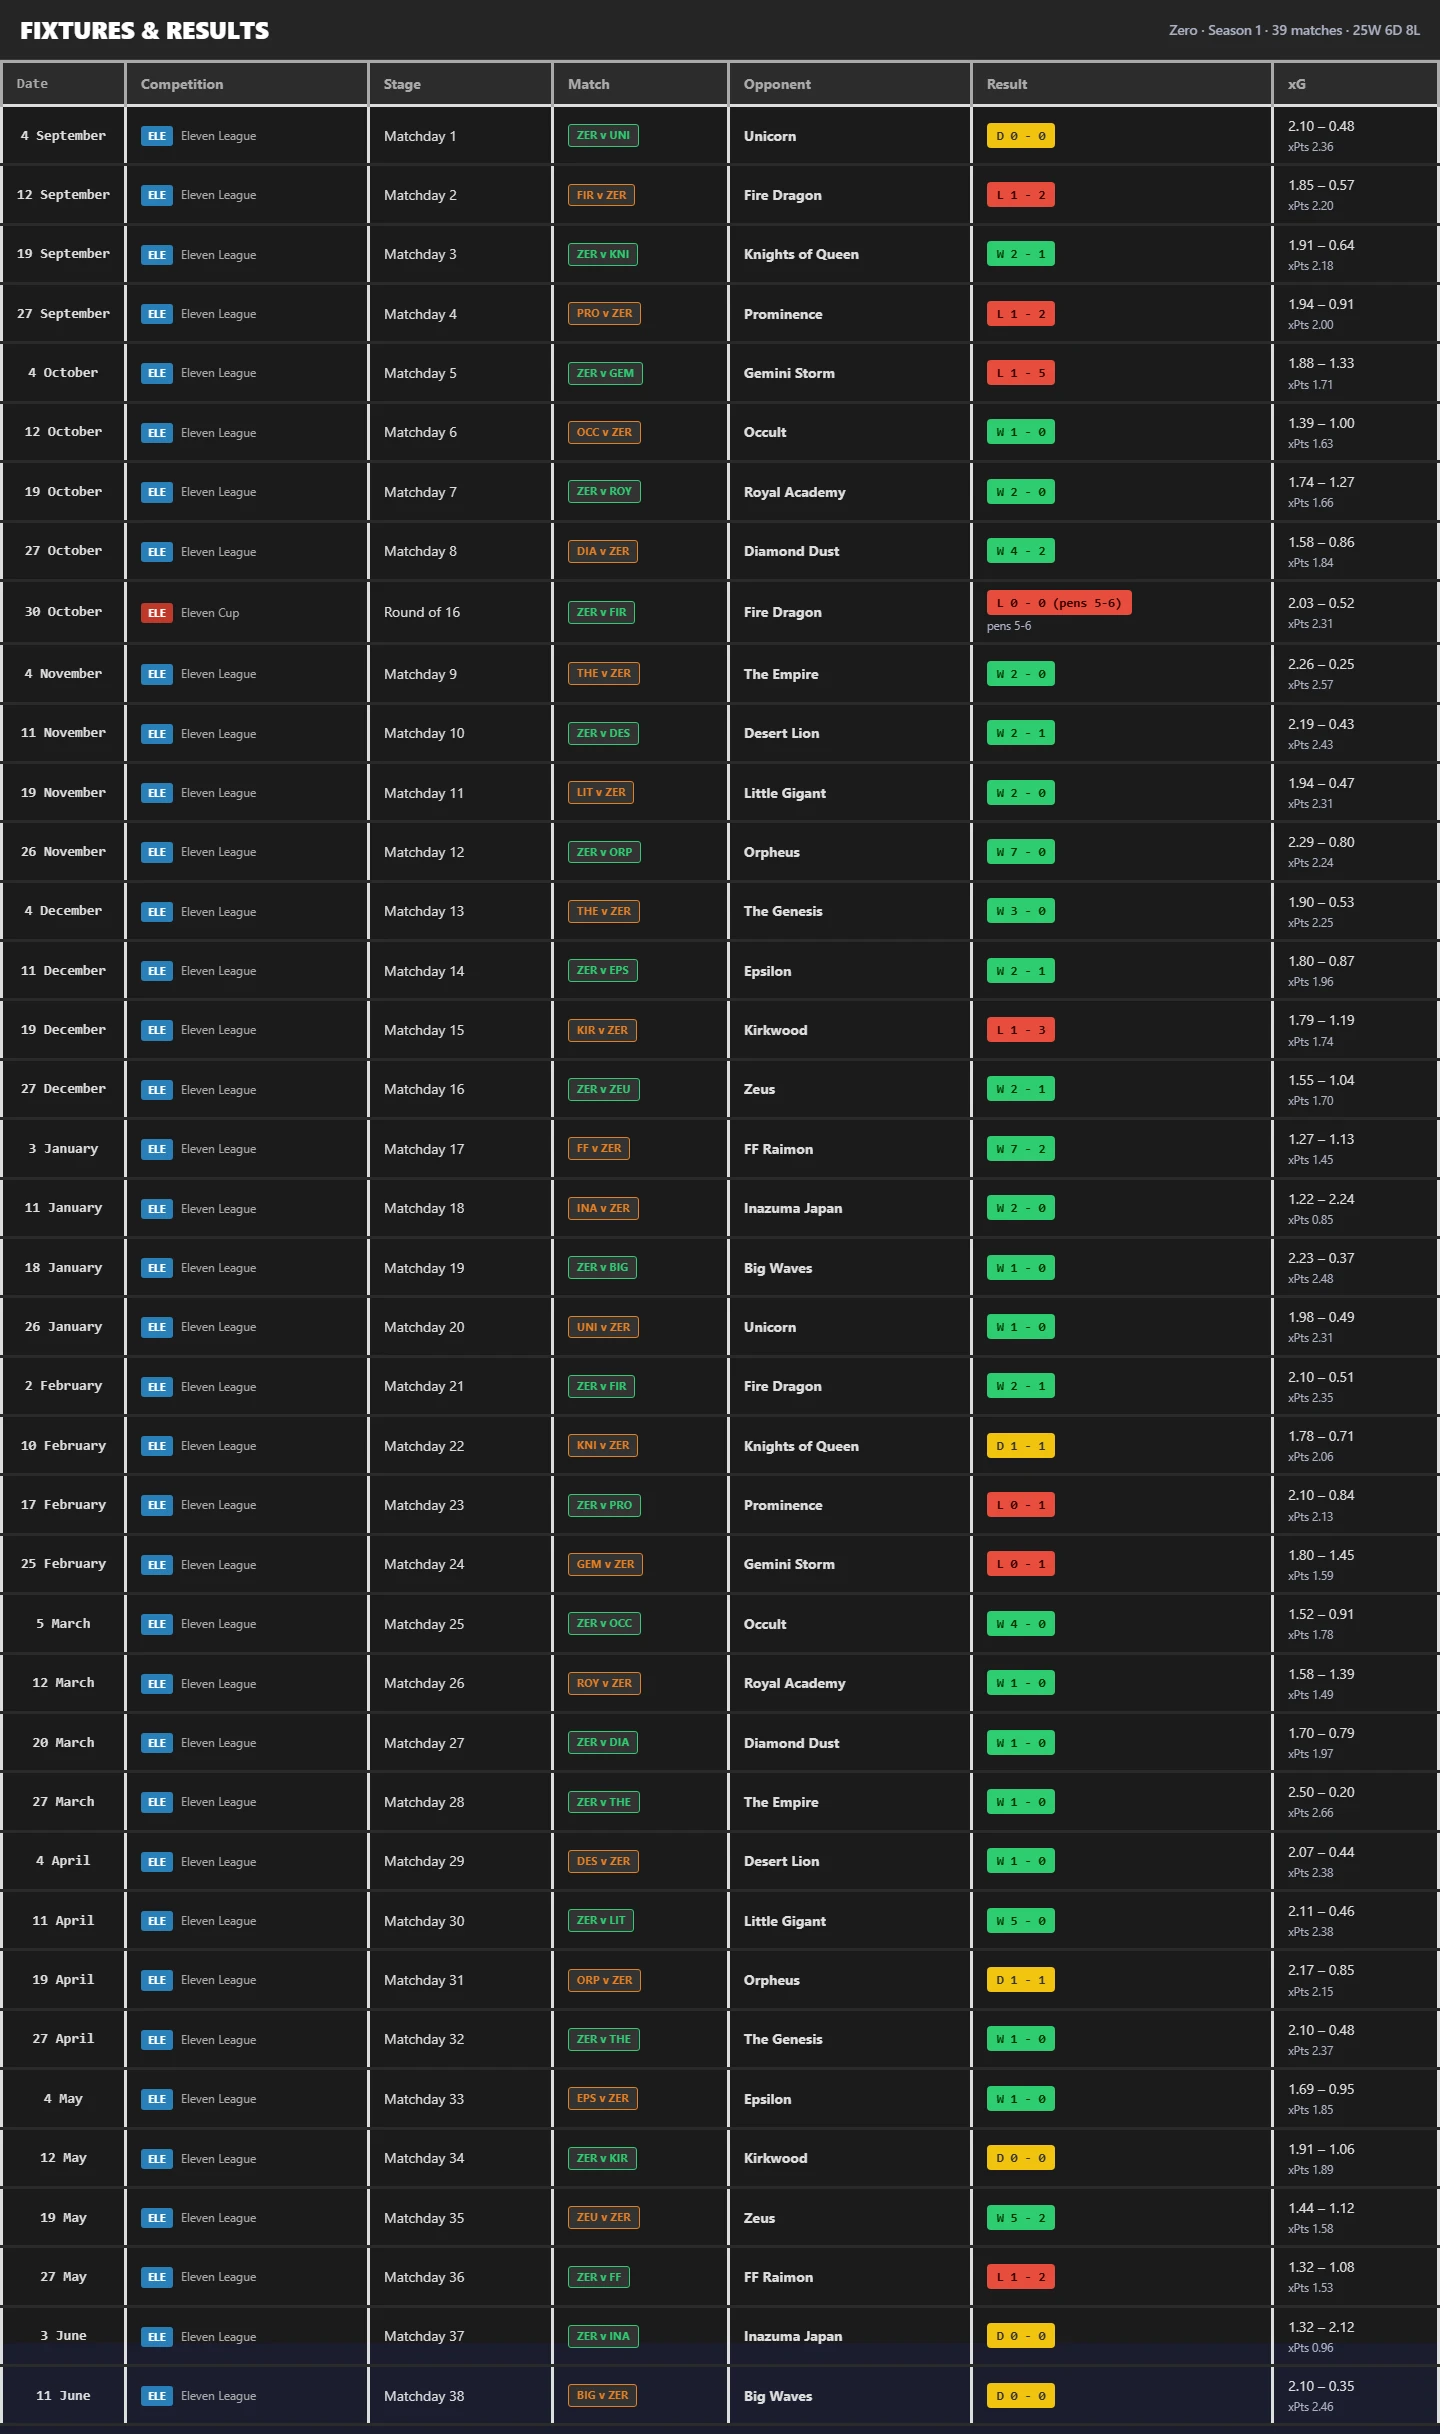 FIXTURES & RESULTS
Zero · Season 1 · 39 matches · 25W 6D 8L
Date Competition Stage Match Opponent Result xG
4 September ELE Eleven League Matchday 1 ZER v UNI Unicorn D 0 - 0 2.10 – 0.48
xPts 2.36
12 September ELE Eleven League Matchday 2 FIR v ZER Fire Dragon L 1 - 2 1.85 – 0.57
xPts 2.20
19 September ELE Eleven League Matchday 3 ZER v KNI Knights of Queen W 2 - 1 1.91 – 0.64
xPts 2.18
27 September ELE Eleven League Matchday 4 PRO v ZER Prominence L 1 - 2 1.94 – 0.91
xPts 2.00
4 October ELE Eleven League Matchday 5 ZER v GEM Gemini Storm L 1 - 5 1.88 – 1.33
xPts 1.71
12 October ELE Eleven League Matchday 6 OCC v ZER Occult W 1 - 0 1.39 – 1.00
xPts 1.63
19 October ELE Eleven League Matchday 7 ZER v ROY Royal Academy W 2 - 0 1.74 – 1.27
xPts 1.66
27 October ELE Eleven League Matchday 8 DIA v ZER Diamond Dust W 4 - 2 1.58 – 0.86
xPts 1.84
30 October ELE Eleven Cup Round of 16 ZER v FIR Fire Dragon L 0 - 0 (pens 5-6) 2.03 – 0.52
pens 5-6 xPts 2.31
4 November ELE Eleven League Matchday 9 THE v ZER The Empire W 2 - 0 2.26 – 0.25
xPts 2.57
11 November ELE Eleven League Matchday 10 ZER v DES Desert Lion W 2 - 1 2.19 – 0.43
xPts 2.43
19 November ELE Eleven League Matchday 11 LIT v ZER Little Gigant W 2 - 0 1.94 – 0.47
xPts 2.31
26 November ELE Eleven League Matchday 12 ZER v ORP Orpheus W 7 - 0 2.29 – 0.80
xPts 2.24
4 December ELE Eleven League Matchday 13 THE v ZER The Genesis W 3 - 0 1.90 – 0.53
xPts 2.25
11 December ELE Eleven League Matchday 14 ZER v EPS Epsilon W 2 - 1 1.80 – 0.87
xPts 1.96
19 December ELE Eleven League Matchday 15 KIR v ZER Kirkwood L 1 - 3 1.79 – 1.19
xPts 1.74
27 December ELE Eleven League Matchday 16 ZER v ZEU Zeus W 2 - 1 1.55 – 1.04
xPts 1.70
3 January ELE Eleven League Matchday 17 FF v ZER FF Raimon W 7 - 2 1.27 – 1.13
xPts 1.45
11 January ELE Eleven League Matchday 18 INA v ZER Inazuma Japan W 2 - 0 1.22 – 2.24
xPts 0.85
18 January ELE Eleven League Matchday 19 ZER v BIG Big Waves W 1 - 0 2.23 – 0.37
xPts 2.48
26 January ELE Eleven League Matchday 20 UNI v ZER Unicorn W 1 - 0 1.98 – 0.49
xPts 2.31
2 February ELE Eleven League Matchday 21 ZER v FIR Fire Dragon W 2 - 1 2.10 – 0.51
xPts 2.35
10 February ELE Eleven League Matchday 22 KNI v ZER Knights of Queen D 1 - 1 1.78 – 0.71
xPts 2.06
17 February ELE Eleven League Matchday 23 ZER v PRO Prominence L 0 - 1 2.10 – 0.84
xPts 2.13
25 February ELE Eleven League Matchday 24 GEM v ZER Gemini Storm L 0 - 1 1.80 – 1.45
xPts 1.59
5 March ELE Eleven League Matchday 25 ZER v OCC Occult W 4 - 0 1.52 – 0.91
xPts 1.78
12 March ELE Eleven League Matchday 26 ROY v ZER Royal Academy W 1 - 0 1.58 – 1.39
xPts 1.49
20 March ELE Eleven League Matchday 27 ZER v DIA Diamond Dust W 1 - 0 1.70 – 0.79
xPts 1.97
27 March ELE Eleven League Matchday 28 ZER v THE The Empire W 1 - 0 2.50 – 0.20
xPts 2.66
4 April ELE Eleven League Matchday 29 DES v ZER Desert Lion W 1 - 0 2.07 – 0.44
xPts 2.38
11 April ELE Eleven League Matchday 30 ZER v LIT Little Gigant W 5 - 0 2.11 – 0.46
xPts 2.38
19 April ELE Eleven League Matchday 31 ORP v ZER Orpheus D 1 - 1 2.17 – 0.85
xPts 2.15
27 April ELE Eleven League Matchday 32 ZER v THE The Genesis W 1 - 0 2.10 – 0.48
xPts 2.37
4 May ELE Eleven League Matchday 33 EPS v ZER Epsilon W 1 - 0 1.69 – 0.95
xPts 1.85
12 May ELE Eleven League Matchday 34 ZER v KIR Kirkwood D 0 - 0 1.91 – 1.06
xPts 1.89
19 May ELE Eleven League Matchday 35 ZEU v ZER Zeus W 5 - 2 1.44 – 1.12
xPts 1.58
27 May ELE Eleven League Matchday 36 ZER v FF FF Raimon L 1 - 2 1.32 – 1.08
xPts 1.53
3 June ELE Eleven League Matchday 37 ZER v INA Inazuma Japan D 0 - 0 1.32 – 2.12
xPts 0.96
11 June ELE Eleven League Matchday 38 BIG v ZER Big Waves D 0 - 0 2.10 – 0.35
xPts 2.46